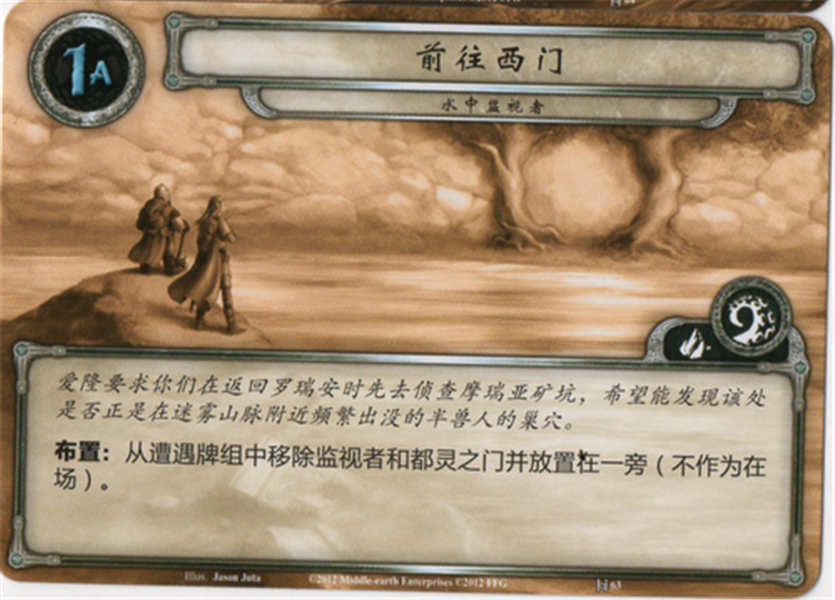 1A
前往西门
水中监视者
爱隆要求你们在返回罗瑞安时先去侦查摩瑞亚矿坑，希望能发现该处
是否正是在迷雾山脉附近频繁出没的半兽人的巢穴。
布置：从遭遇牌组中移除监视者和都灵之门并放置在一旁（不作为在
场）。
Illus. Jason Juta ©2012 Middle-earth Enterprises ©2012 FFG 63